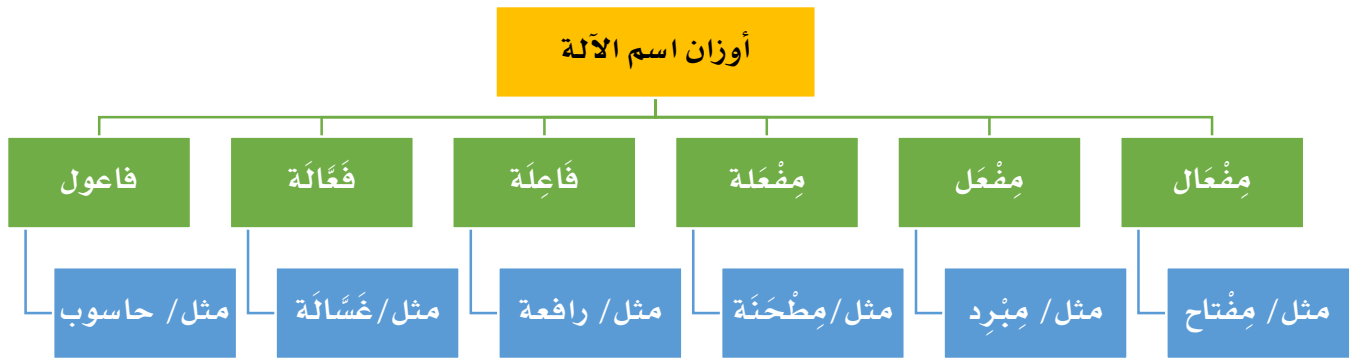 أوزان اسم الآلة
مِفْعَال
مِفْعَل
مِفْعَلة
فَاعِلَة
فَعَّالَة
فاعول
مثل/ مِفْتاح
مثل/ مِبْرِد
مثل/مِطْحَنَة
مثل/ رافعة
مثل/غَسَّالَة
مثل/ حاسوب